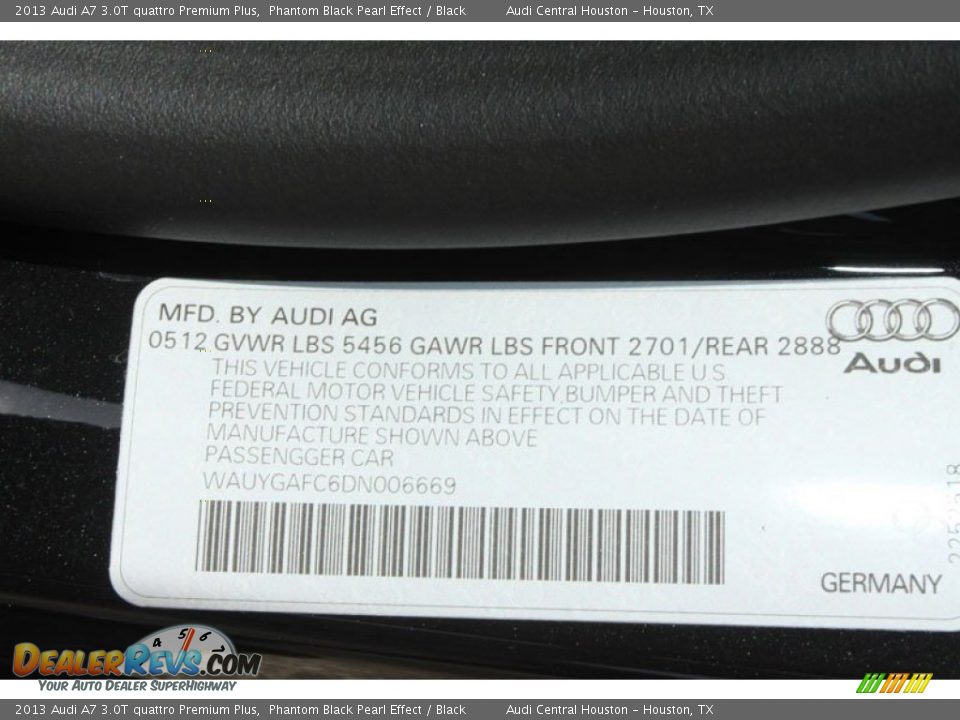 2013 Audi A7 3.0T quattro Premium Plus, Phantom Black Pearl Effect / Black Audi Central Houston - Houston, TX
MFD. BY AUDI AG
0512 GVWR LBS 5456 GAWR LBS FRONT 2701/REAR 2888
Audi
THIS VEHICLE CONFORMS TO ALL APPLICABLE U.S
FEDERAL MOTOR VEHICLE SAFETY,BUMPER AND THEFT
PREVENTION STANDARDS IN EFFECT ON THE DATE OF
MANUFACTURE SHOWN ABOVE
PASSENGGER CAR
WAUYGAFC6DN006669
GERMANY
4 5 6 7
DEALERREVS.COM
YOUR AUTO DEALER SUPERHIGHWAY
2013 Audi A7 3.0T quattro Premium Plus, Phantom Black Pearl Effect / Black Audi Central Houston - Houston, TX